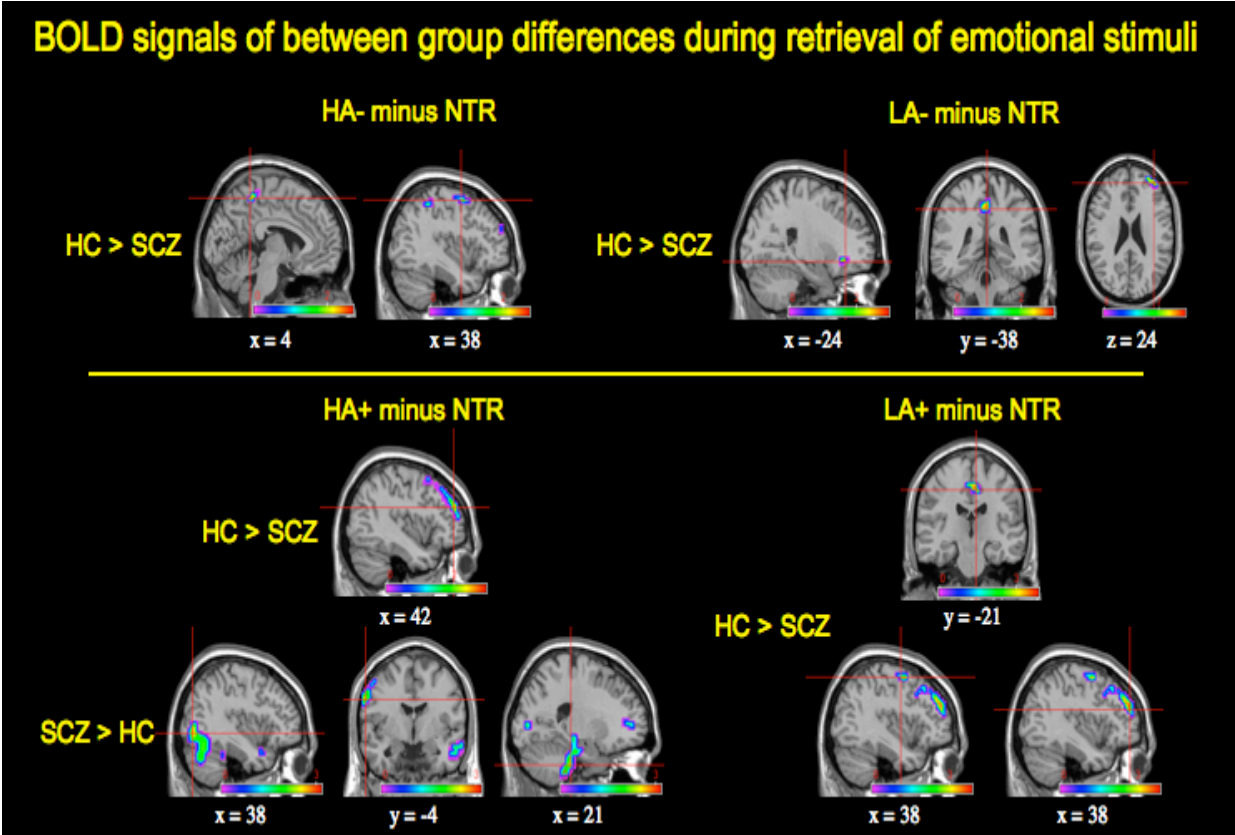 BOLD signals of between group differences during retrieval of emotional stimuli
HA- minus NTR
LA- minus NTR
HC > SCZ
HC > SCZ
x = 4
x = 38
x = -24
y = -38
z = 24
HA+ minus NTR
LA+ minus NTR
HC > SCZ
x = 42
y = -21
HC > SCZ
SCZ > HC
x = 38
y = -4
x = 21
x = 38
x = 38